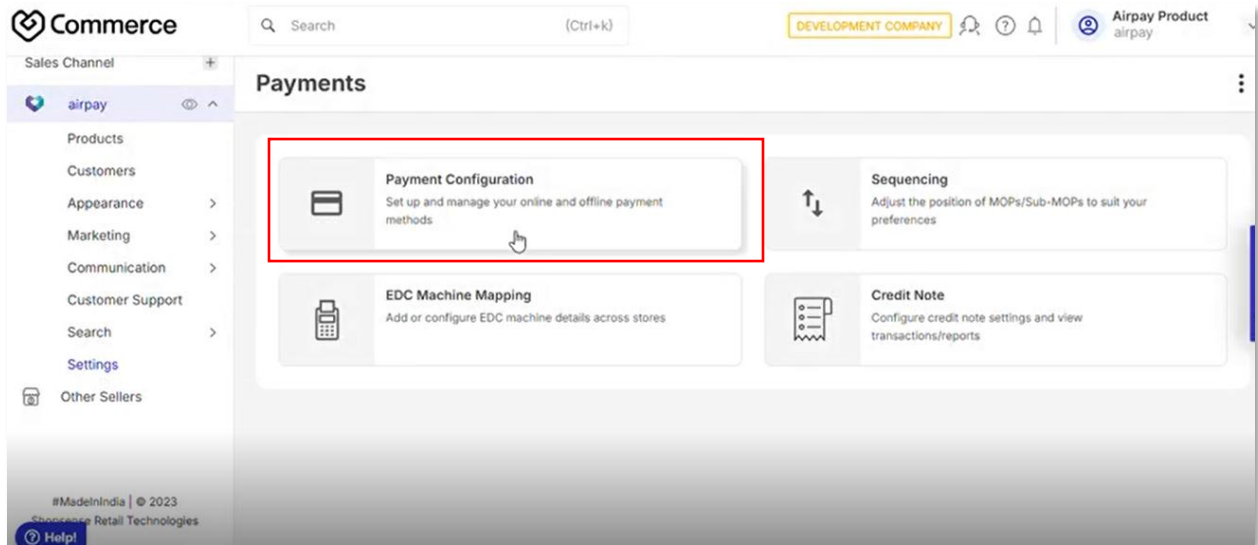 Commerce
Search (Ctrl+k)
DEVELOPMENT COMPANY
Airpay Product
airpay
Sales Channel
airpay
Products
Customers
Appearance
Marketing
Communication
Customer Support
Search
Settings
Other Sellers
#MadeInIndia | © 2023
Shopsense Retail Technologies
Help!
Payments
Payment Configuration
Set up and manage your online and offline payment
methods
Sequencing
Adjust the position of MOPs/Sub-MOPs to suit your
preferences
EDC Machine Mapping
Add or configure EDC machine details across stores
Credit Note
Configure credit note settings and view
transactions/reports